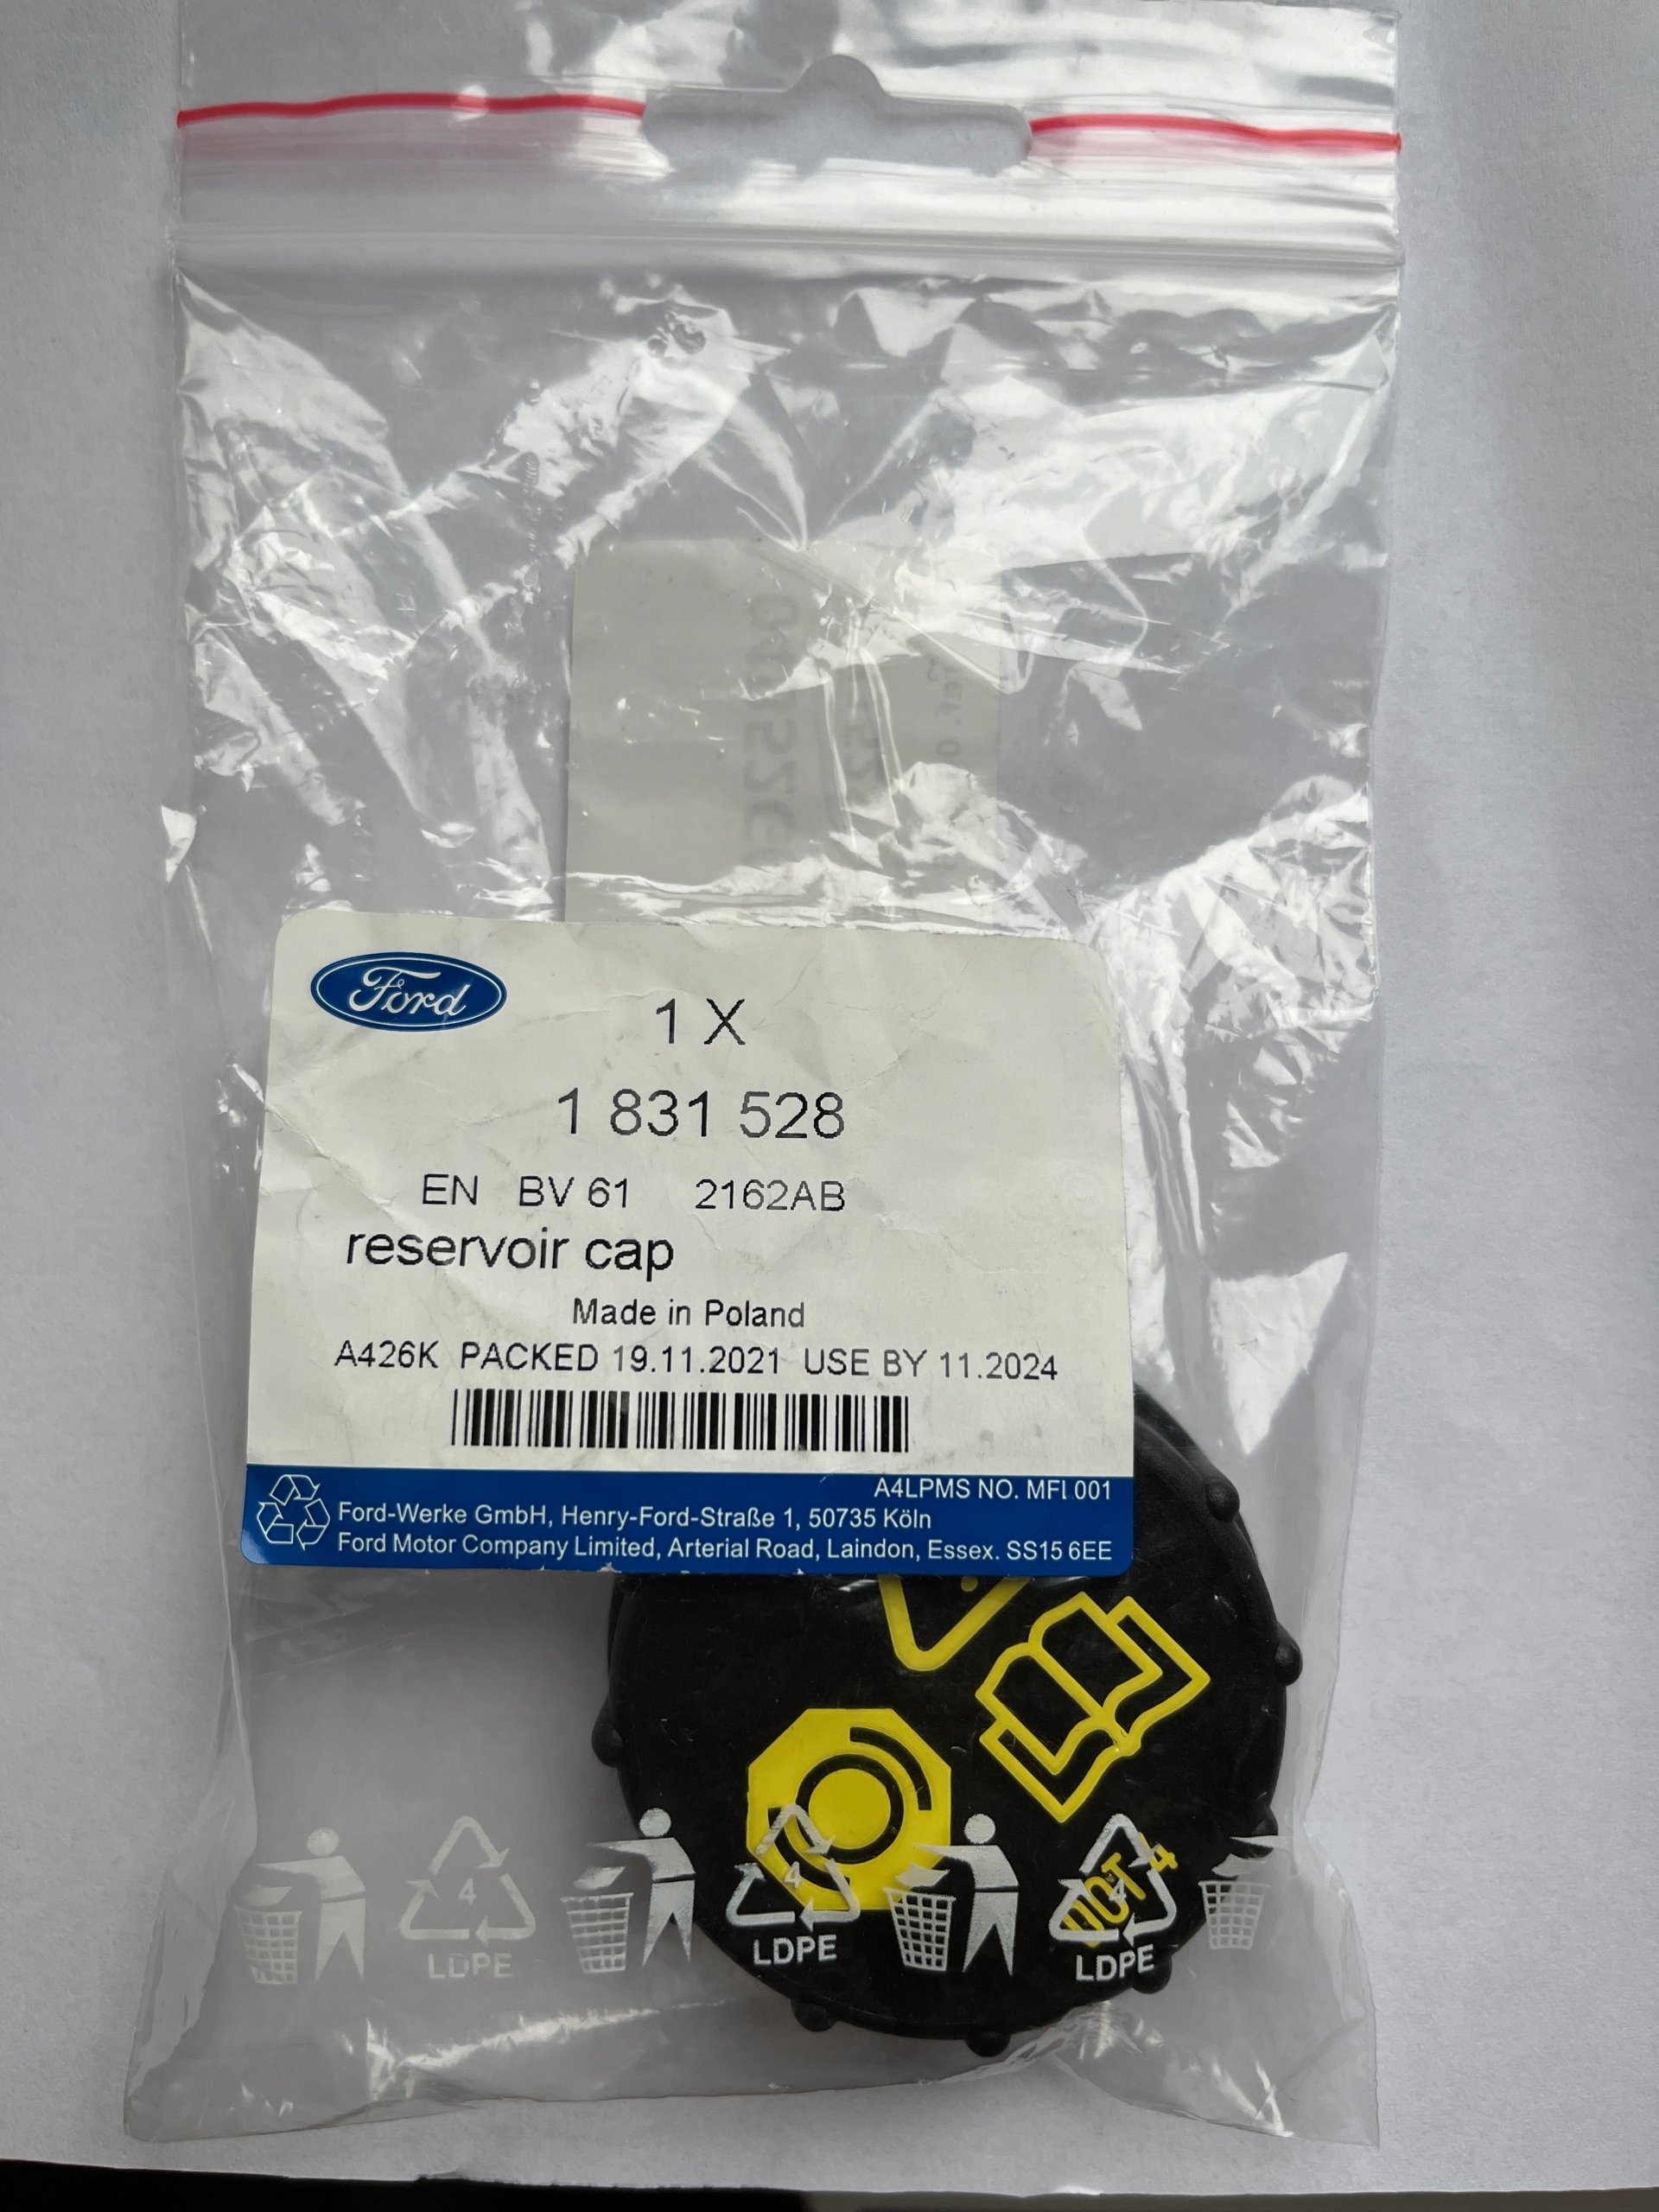 Ford
1 X
1 831 528
EN BV 61 2162AB
reservoir cap
Made in Poland
A426K PACKED 19.11.2021 USE BY 11.2024
A4LPMS NO. MFI 001
Ford-Werke GmbH, Henry-Ford-Straße 1, 50735 Köln
Ford Motor Company Limited, Arterial Road, Laindon, Essex. SS15 6EE
DOT 4
4 4 4
LDPE LDPE LDPE